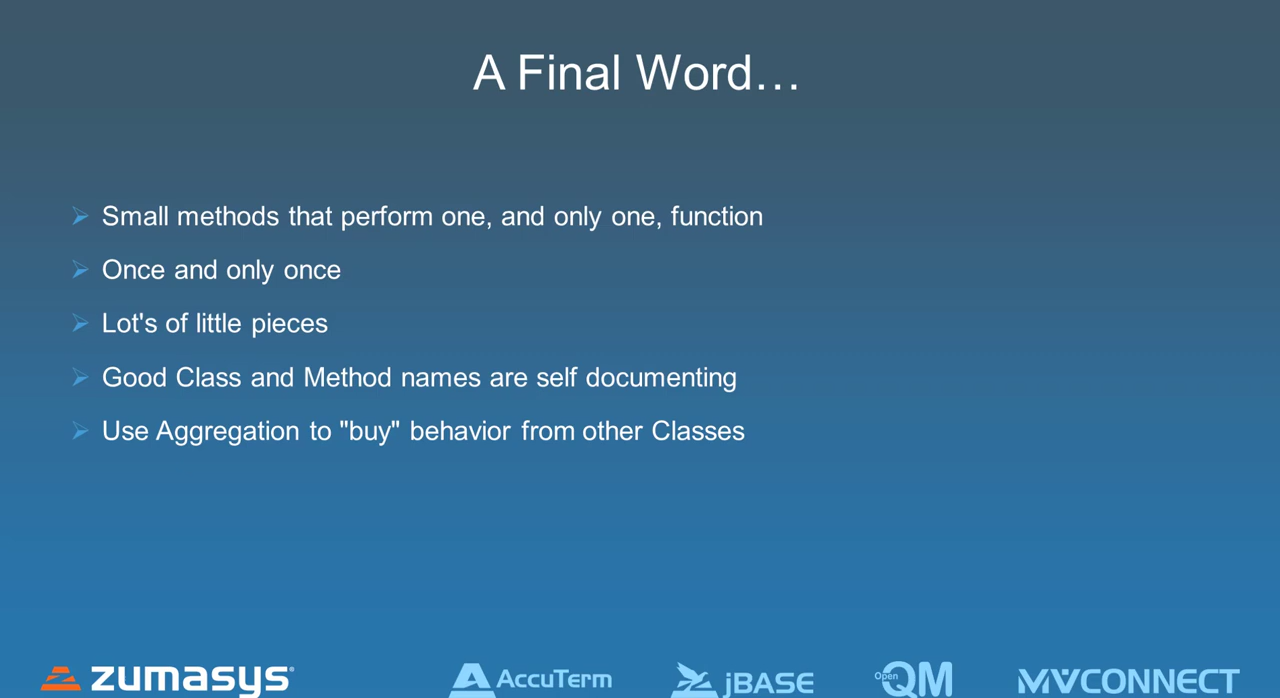 A Final Word…
Small methods that perform one, and only one, function
Once and only once
Lot's of little pieces
Good Class and Method names are self documenting
Use Aggregation to "buy" behavior from other Classes
zumasys
AccuTerm
jBASE
Open QM
MVCONNECT